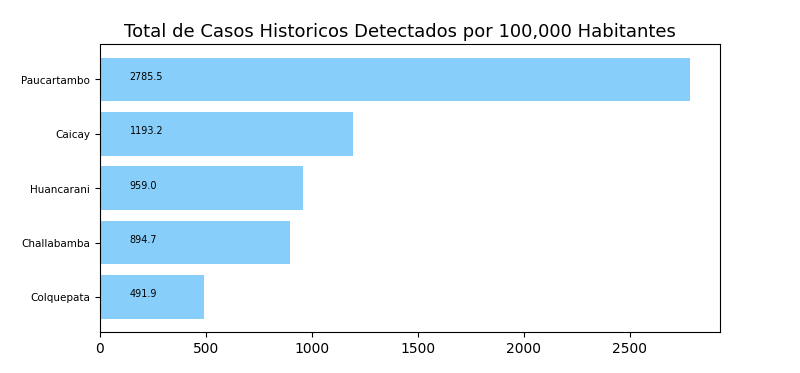 Total de Casos Historicos Detectados por 100,000 Habitantes
Paucartambo 2785.5
Caicay 1193.2
Huancarani 959.0
Challabamba 894.7
Colquepata 491.9
0 500 1000 1500 2000 2500